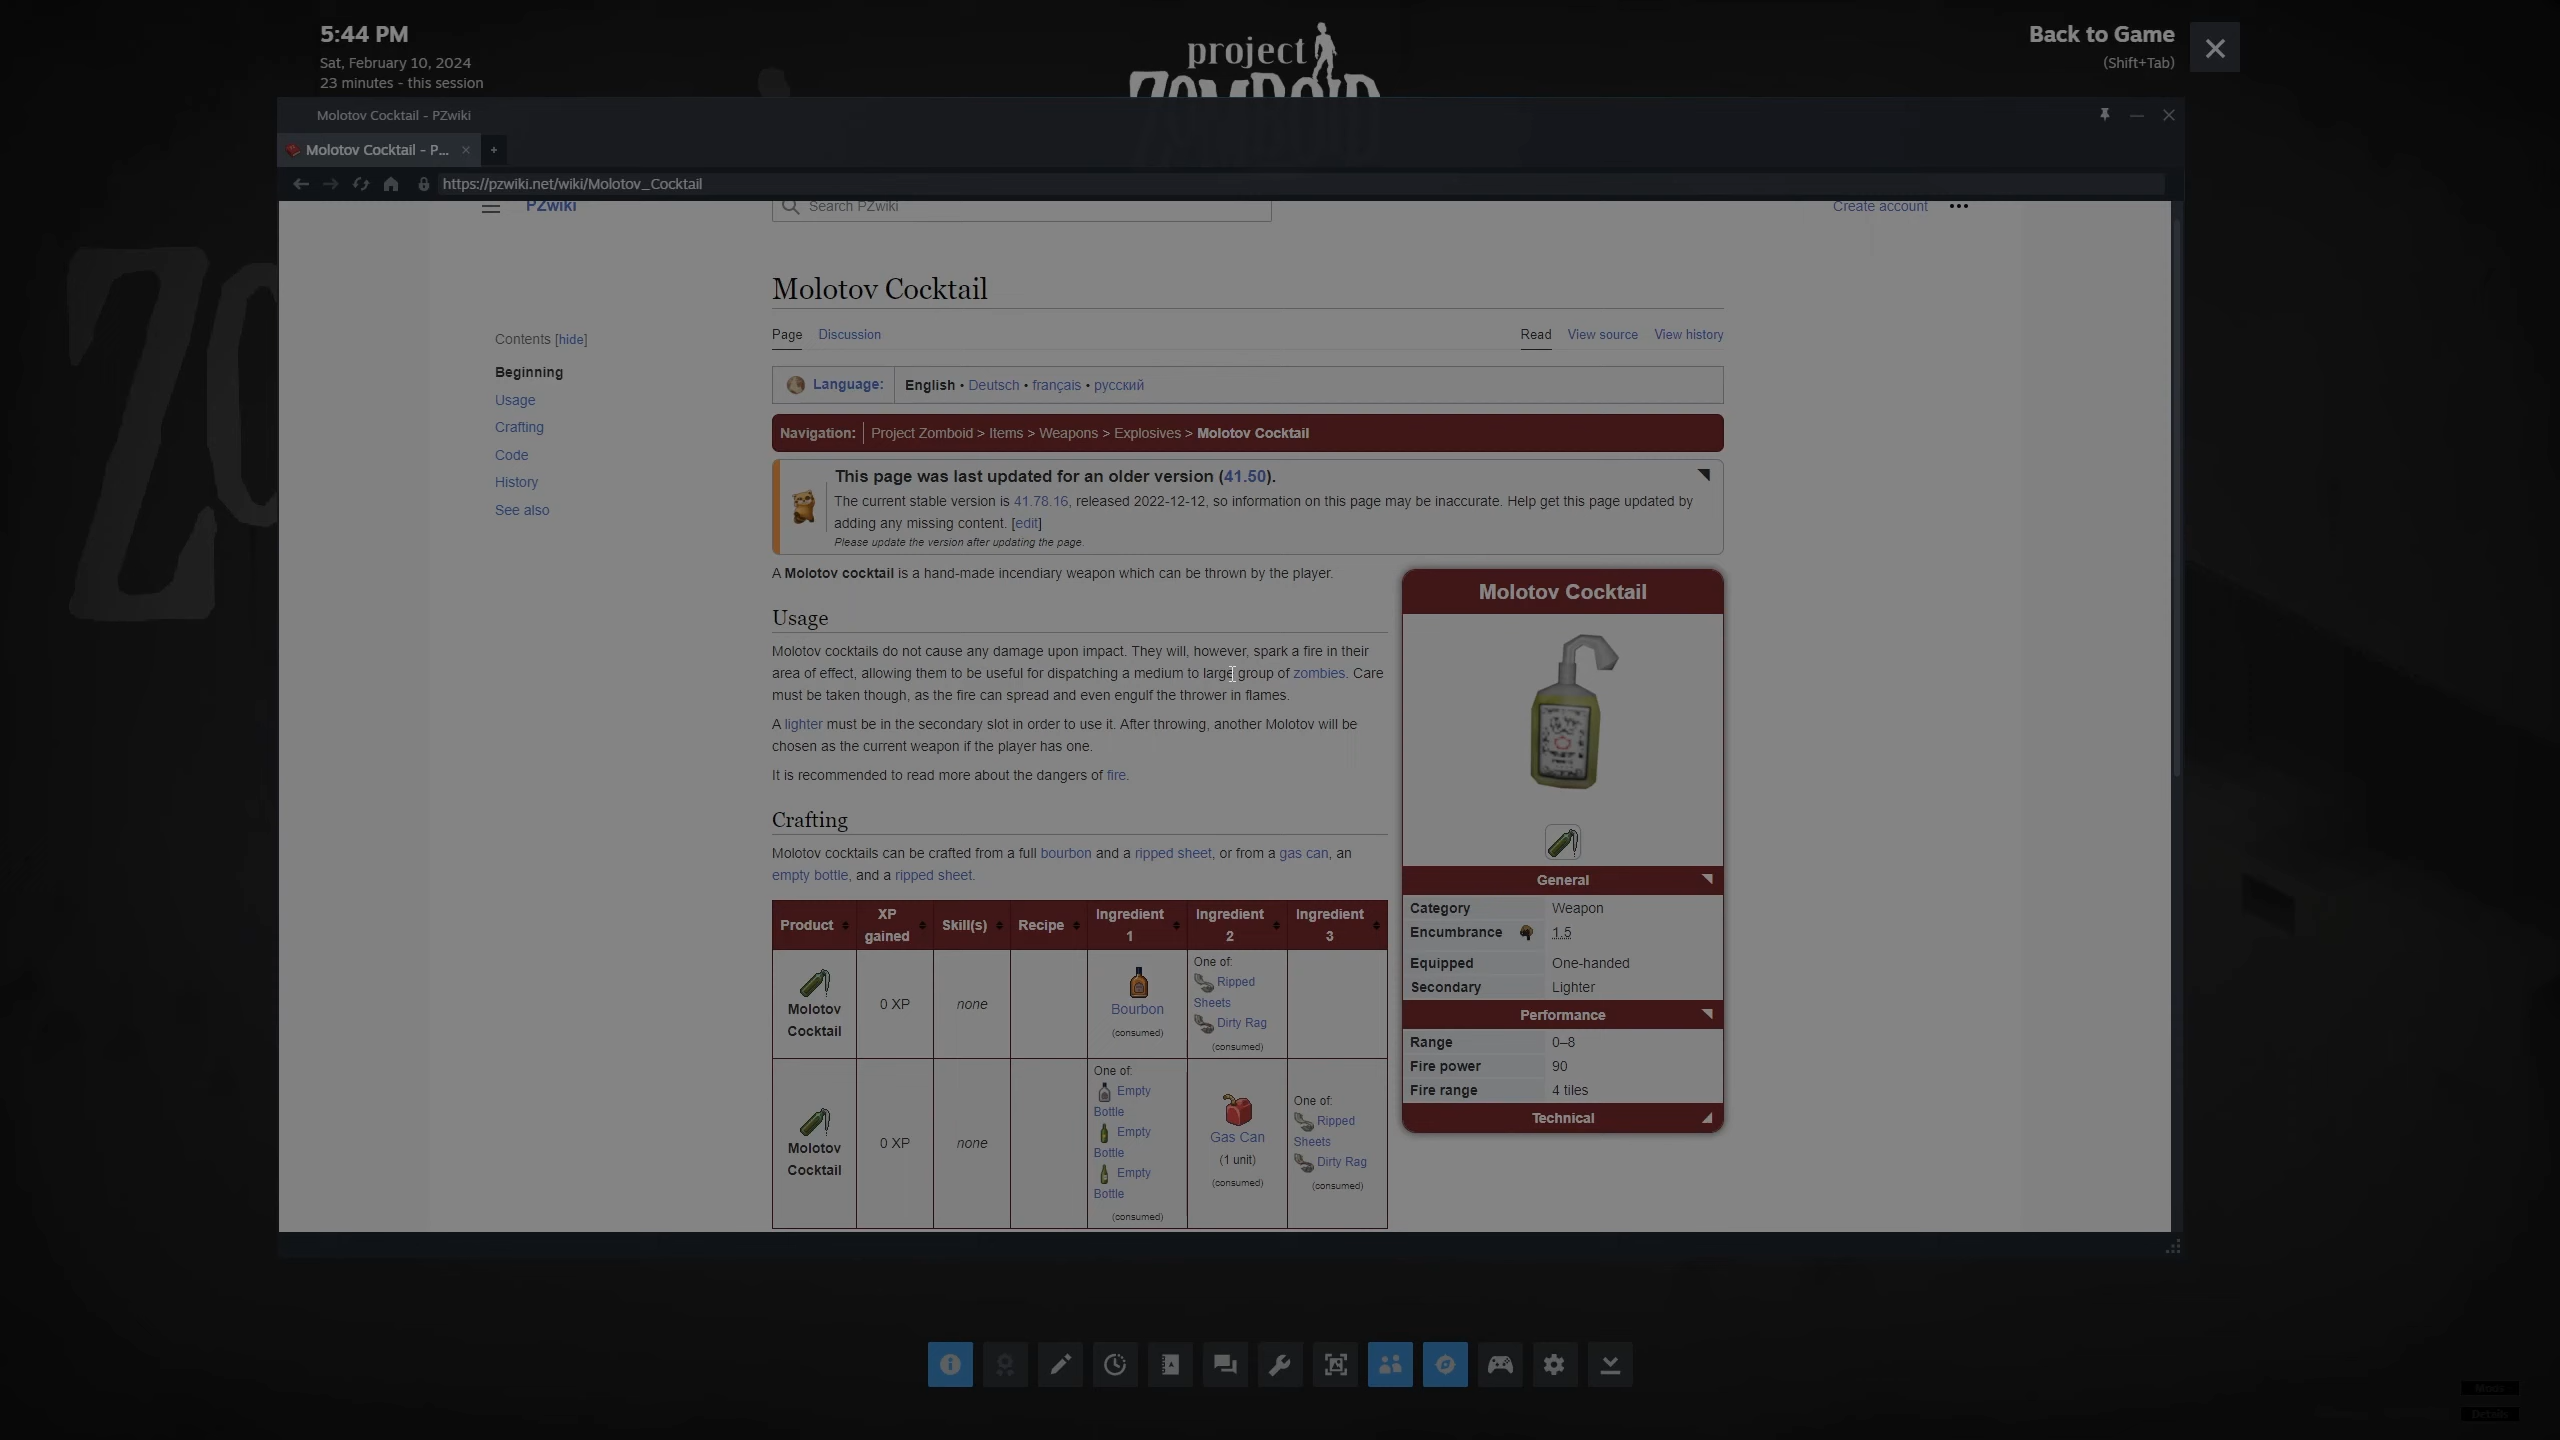 5:44 PM
Sat, February 10, 2024
23 minutes - this session
project
ZOMBOID
Back to Game
(Shift+Tab)
Molotov Cocktail - PZwiki
Molotov Cocktail - P...
https://pzwiki.net/wiki/Molotov_Cocktail
PZwiki
Search PZwiki
Create account
Molotov Cocktail
Page Discussion
Read View source View history
Contents [hide]
Beginning
Usage
Crafting
Code
History
See also
Language: English • Deutsch • français • русский
Navigation: Project Zomboid > Items > Weapons > Explosives > Molotov Cocktail
This page was last updated for an older version (41.50).
The current stable version is 41.78.16, released 2022-12-12, so information on this page may be inaccurate. Help get this page updated by
adding any missing content. [edit]
Please update the version after updating the page.
A Molotov cocktail is a hand-made incendiary weapon which can be thrown by the player.
Usage
Molotov cocktails do not cause any damage upon impact. They will, however, spark a fire in their
area of effect, allowing them to be useful for dispatching a medium to large group of zombies. Care
must be taken though, as the fire can spread and even engulf the thrower in flames.
A lighter must be in the secondary slot in order to use it. After throwing, another Molotov will be
chosen as the current weapon if the player has one.
It is recommended to read more about the dangers of fire.
Crafting
Molotov cocktails can be crafted from a full bourbon and a ripped sheet, or from a gas can, an
empty bottle, and a ripped sheet.
Product
XP
gained
Skill(s)
Recipe
Ingredient
1
Ingredient
2
Ingredient
3
Molotov
Cocktail
0 XP
none
Bourbon
(consumed)
One of:
Ripped
Sheets
Dirty Rag
(consumed)
Molotov
Cocktail
0 XP
none
One of:
Empty
Bottle
Empty
Bottle
Empty
Bottle
(consumed)
Gas Can
(1 unit)
(consumed)
One of:
Ripped
Sheets
Dirty Rag
(consumed)
Molotov Cocktail
General
Category Weapon
Encumbrance 1.5
Equipped One-handed
Secondary Lighter
Performance
Range 0–8
Fire power 90
Fire range 4 tiles
Technical